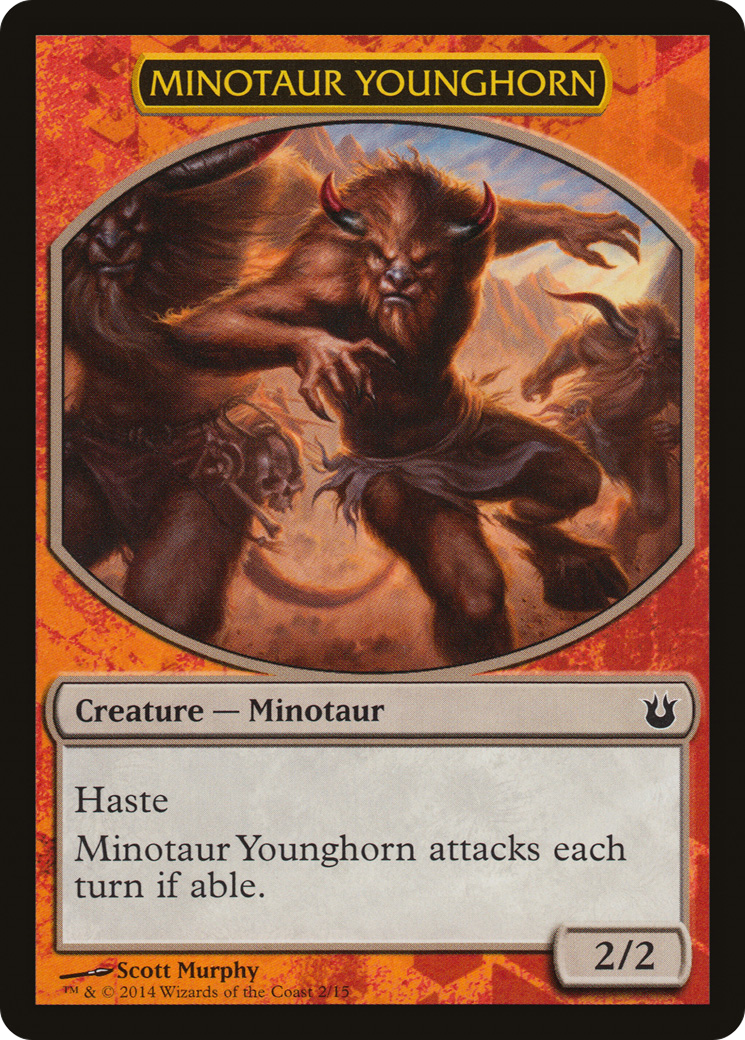 MINOTAUR YOUNGHORN
Creature — Minotaur
Haste
Minotaur Younghorn attacks each
turn if able.
2/2
Scott Murphy
™ & © 2014 Wizards of the Coast 2/15